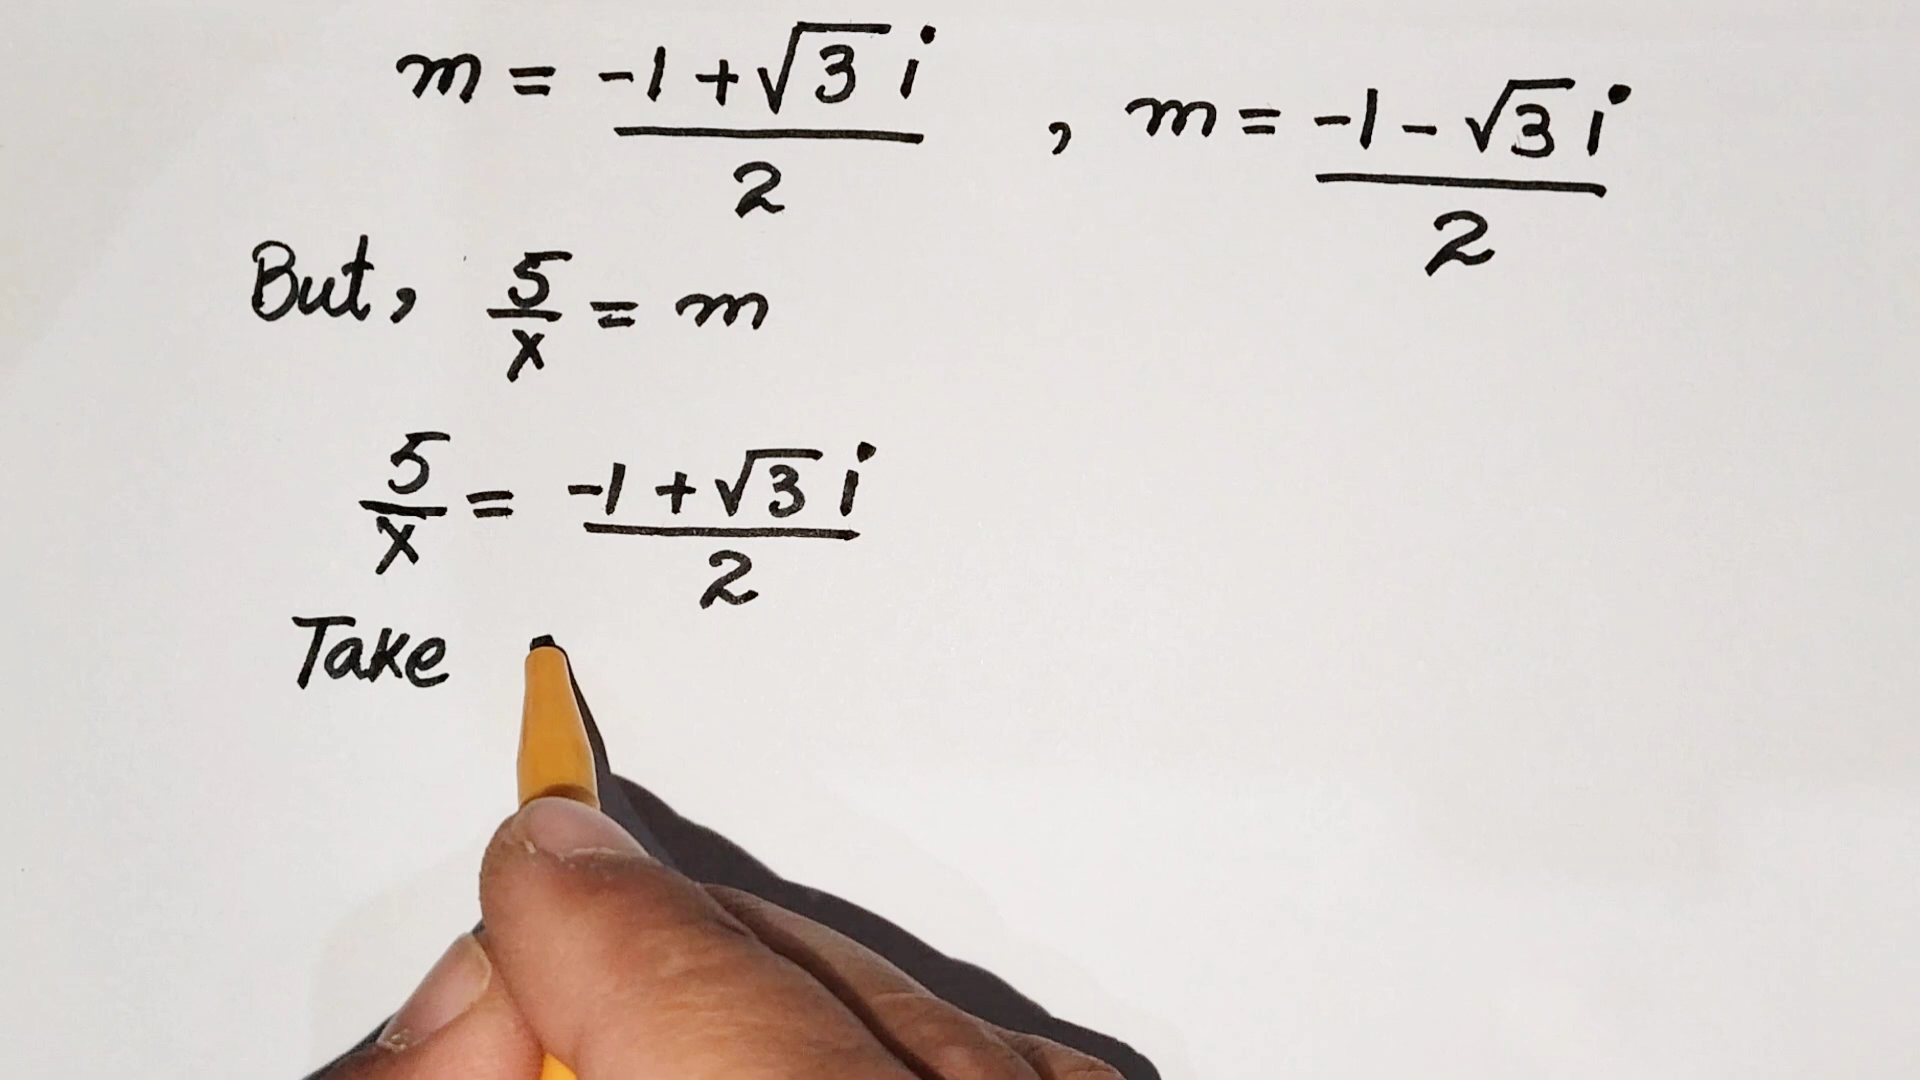 m = (-1 + √3 i)/2 , m = (-1 - √3 i)/2
But, 5/x = m
5/x = (-1 + √3 i)/2
Take